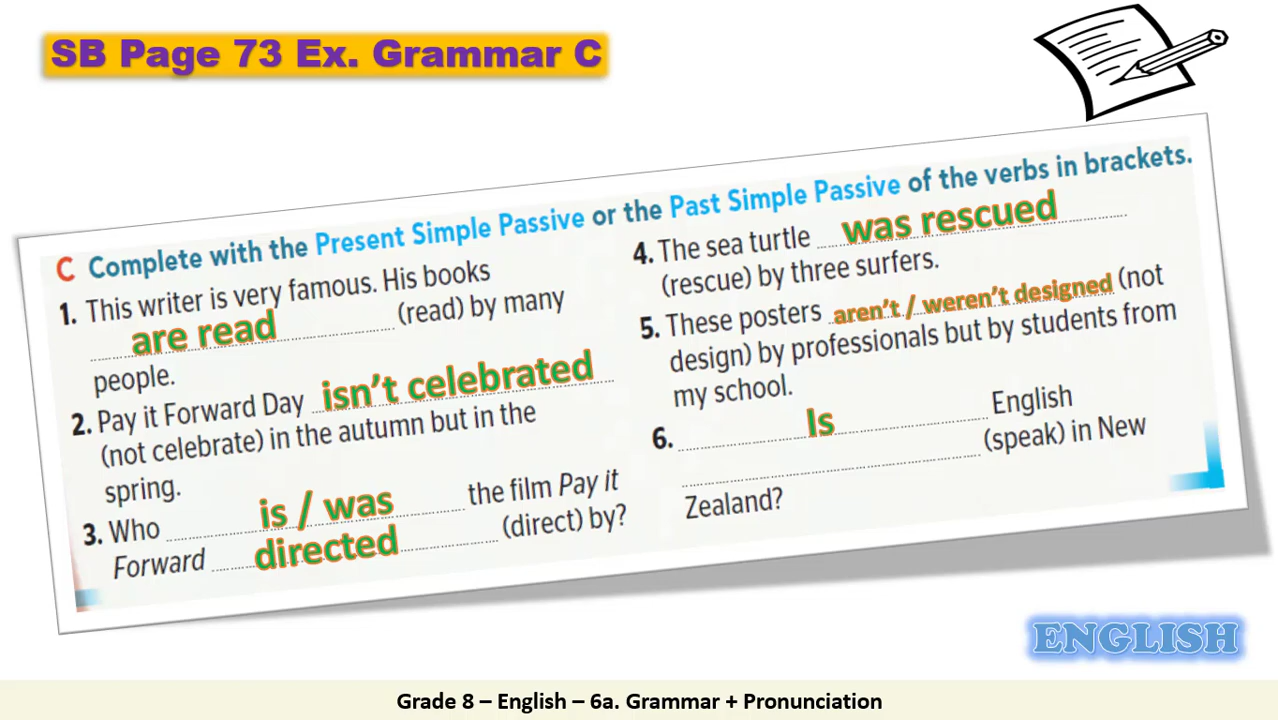 SB Page 73 Ex. Grammar C
C Complete with the Present Simple Passive or the Past Simple Passive of the verbs in brackets.
1. This writer is very famous. His books
are read (read) by many
people.
2. Pay it Forward Day isn't celebrated
(not celebrate) in the autumn but in the
spring.
3. Who is / was the film Pay it
Forward directed (direct) by?
4. The sea turtle was rescued
(rescue) by three surfers.
5. These posters aren't / weren't designed (not
design) by professionals but by students from
my school.
6. Is English
(speak) in New
Zealand?
ENGLISH
Grade 8 – English – 6a. Grammar + Pronunciation